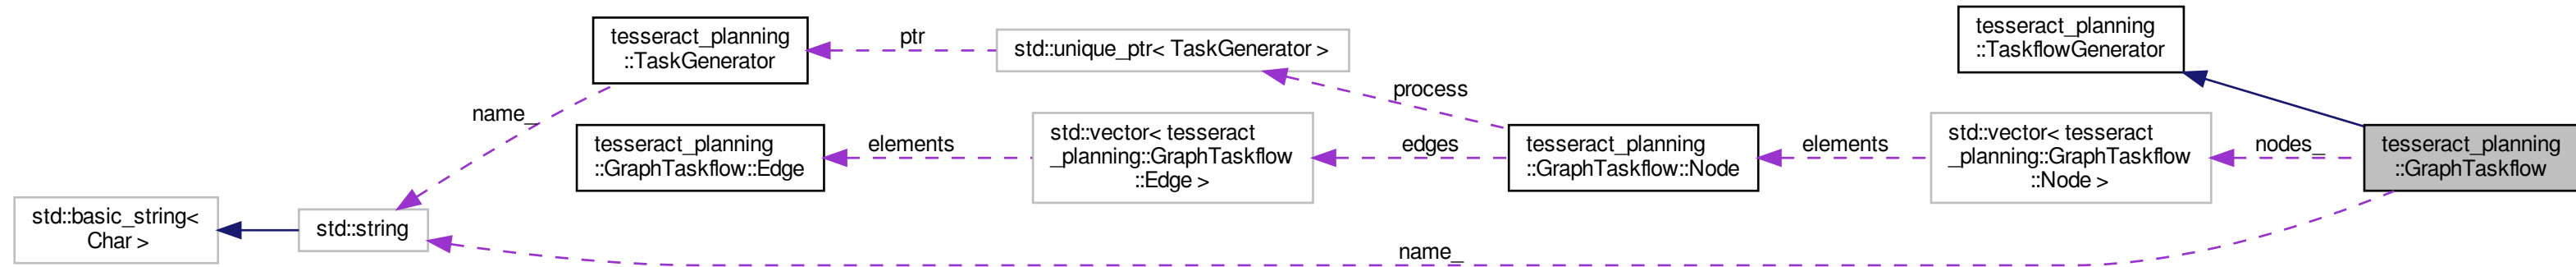 tesseract_planning
::TaskGenerator
ptr
std::unique_ptr< TaskGenerator >
tesseract_planning
::TaskflowGenerator
process
name_
tesseract_planning
::GraphTaskflow::Edge
elements
std::vector< tesseract
_planning::GraphTaskflow
::Edge >
edges
tesseract_planning
::GraphTaskflow::Node
elements
std::vector< tesseract
_planning::GraphTaskflow
::Node >
nodes_
tesseract_planning
::GraphTaskflow
std::basic_string<
Char >
std::string
name_